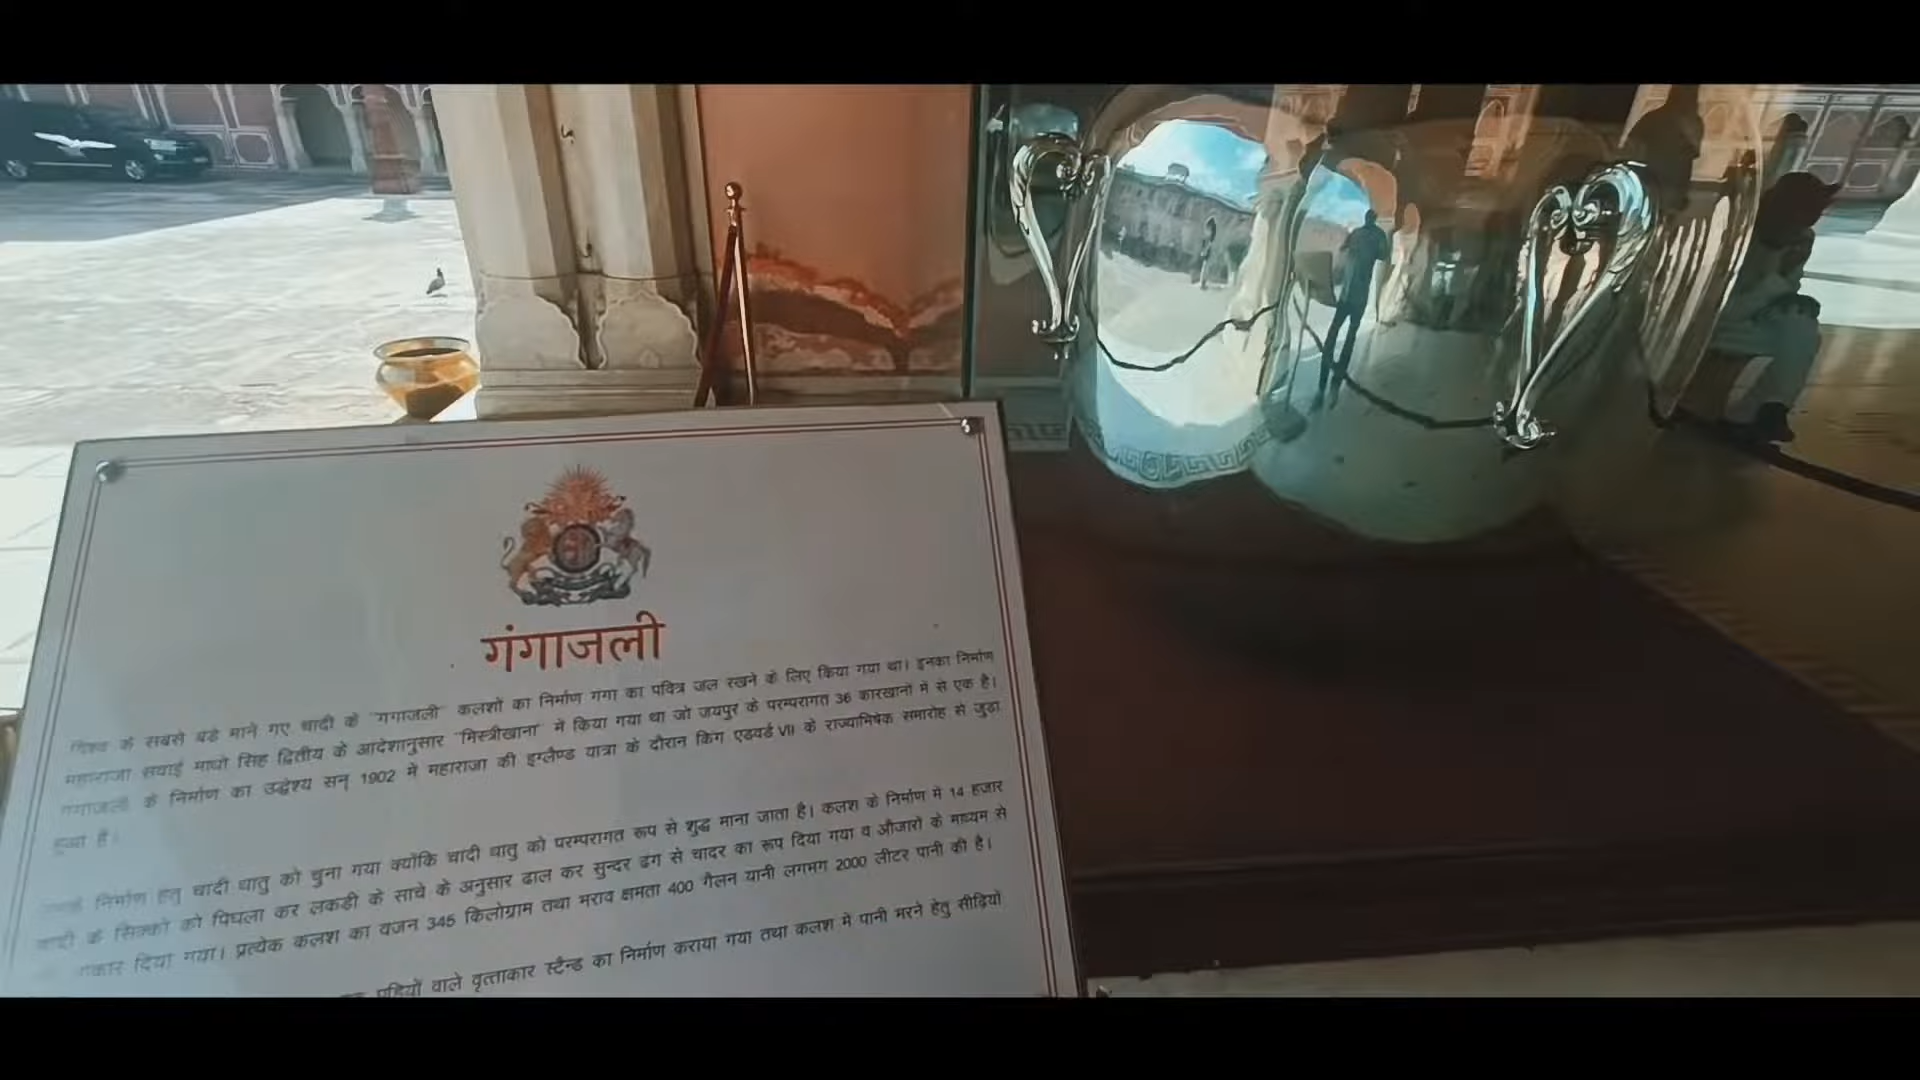 गंगाजली
विश्व के सबसे बडे माने गए चादी के "गंगाजली" कलशों का निर्माण गंगा का पवित्र जल रखने के लिए किया गया था। इनका निर्माण
महाराजा सवाई माधो सिंह द्वितीय के आदेशानुसार "मिस्त्रीखाना" में किया गया था जो जयपुर के परम्परागत 36 कारखानों में से एक है।
गंगाजली के निर्माण का उद्धेश्य सन् 1902 में महाराजा की इग्लैण्ड यात्रा के दौरान किंग एडवर्ड VII के राज्याभिषेक समारोह से जुडा
हुआ है।
निर्माण हेतु चादी धातु को चुना गया क्योंकि चादी धातु को परम्परागत रूप से शुद्ध माना जाता है। कलश के निर्माण में 14 हजार
चादी के सिक्कों को पिघला कर लकडी के साचे के अनुसार ढाल कर सुन्दर ढंग से चादर का रूप दिया गया व औजारों के माध्यम से
आकार दिया गया। प्रत्येक कलश का वजन 345 किलोग्राम तथा भराव क्षमता 400 गैलन यानी लगभग 2000 लीटर पानी की है।
पहियों वाले वृत्ताकार स्टैन्ड का निर्माण कराया गया तथा कलश में पानी भरने हेतु सीढ़ियों